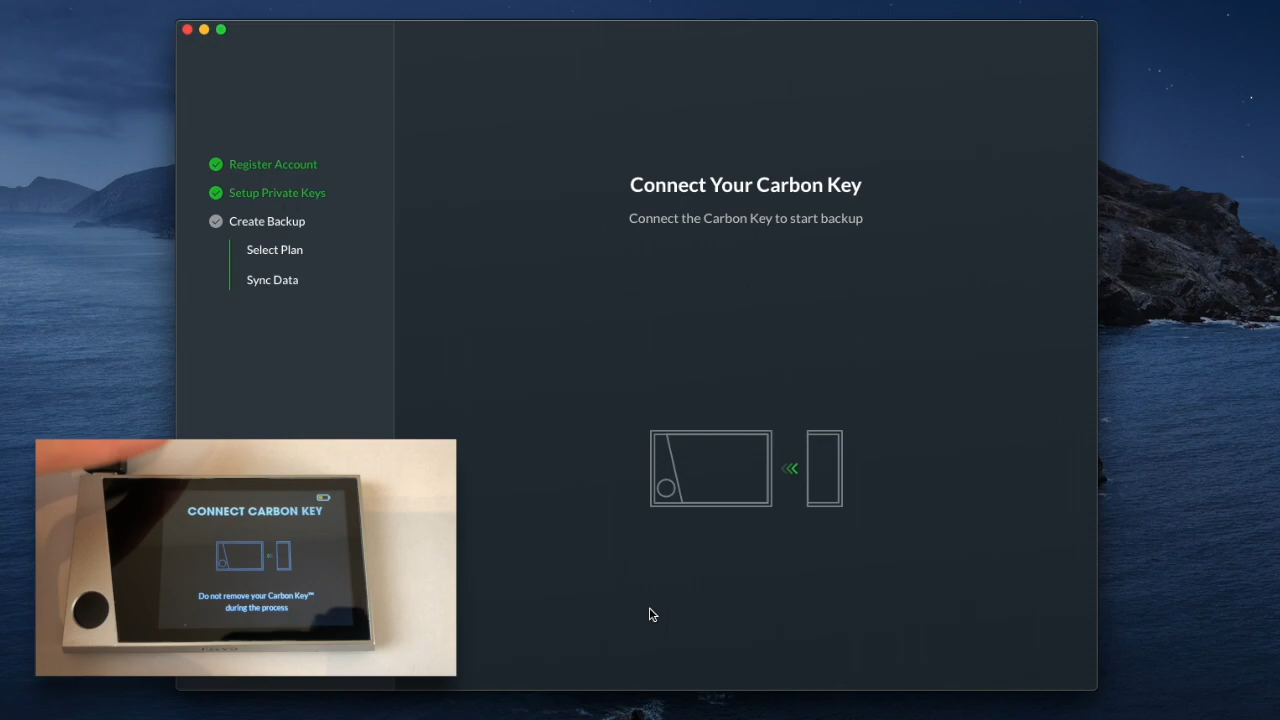 Register Account
Setup Private Keys
Create Backup
Select Plan
Sync Data
Connect Your Carbon Key
Connect the Carbon Key to start backup
CONNECT CARBON KEY
Do not remove your Carbon Key™
during the process